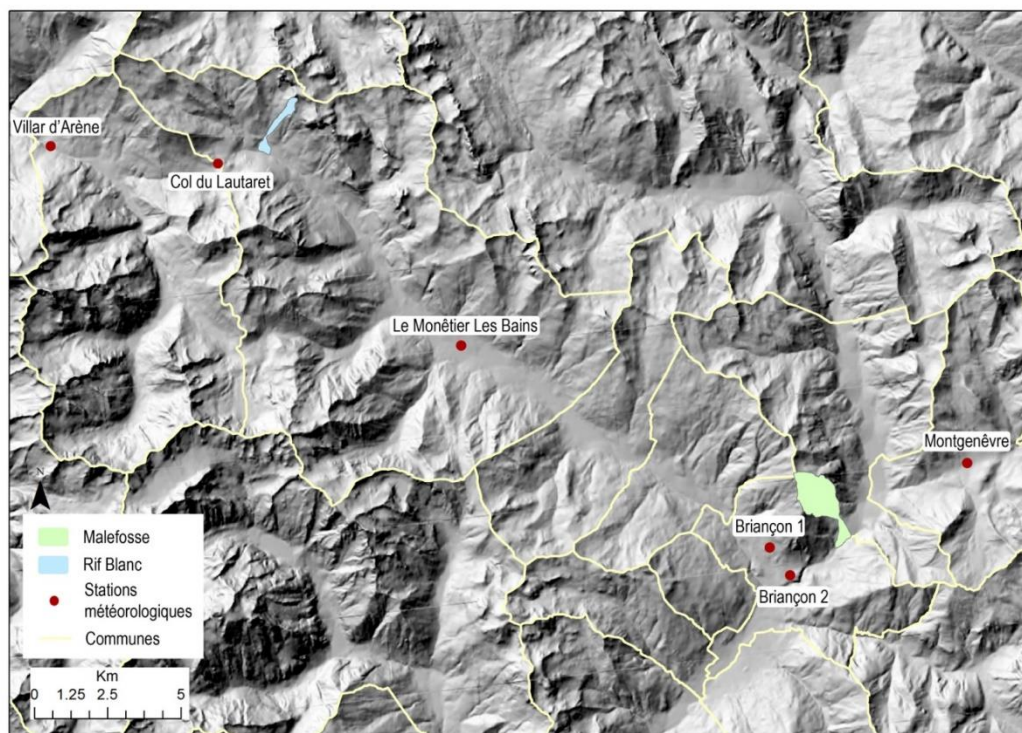 Villar d'Arène
Col du Lautaret
Le Monêtier Les Bains
Montgenèvre
Briançon 1
Briançon 2
N
Malefosse
Rif Blanc
Stations
météorologiques
Communes
Km
0 1.25 2.5 5